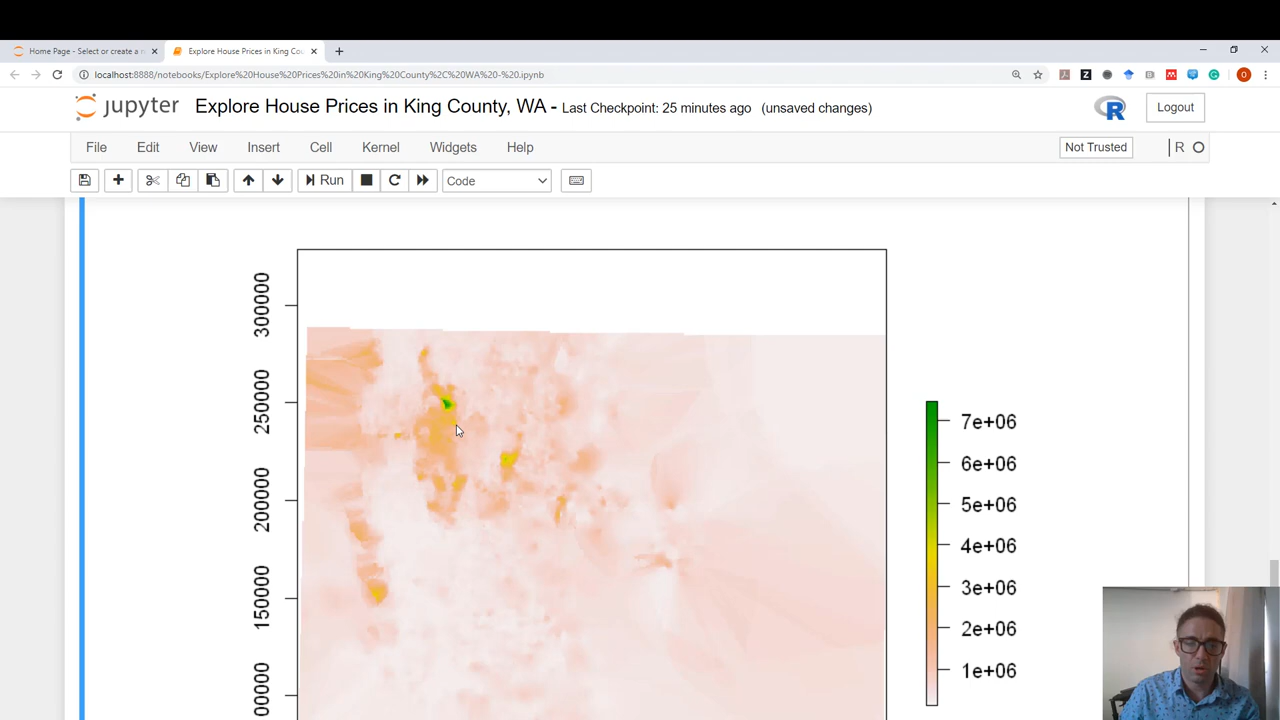 Home Page - Select or create a n
Explore House Prices in King Cou
localhost:8888/notebooks/Explore%20House%20Prices%20in%20King%20County%2C%20WA%20-%20.ipynb
jupyter
Explore House Prices in King County, WA - Last Checkpoint: 25 minutes ago (unsaved changes)
R
Logout
File Edit View Insert Cell Kernel Widgets Help
Not Trusted
R
Run
Code
300000
250000
200000
150000
00000
7e+06
6e+06
5e+06
4e+06
3e+06
2e+06
1e+06